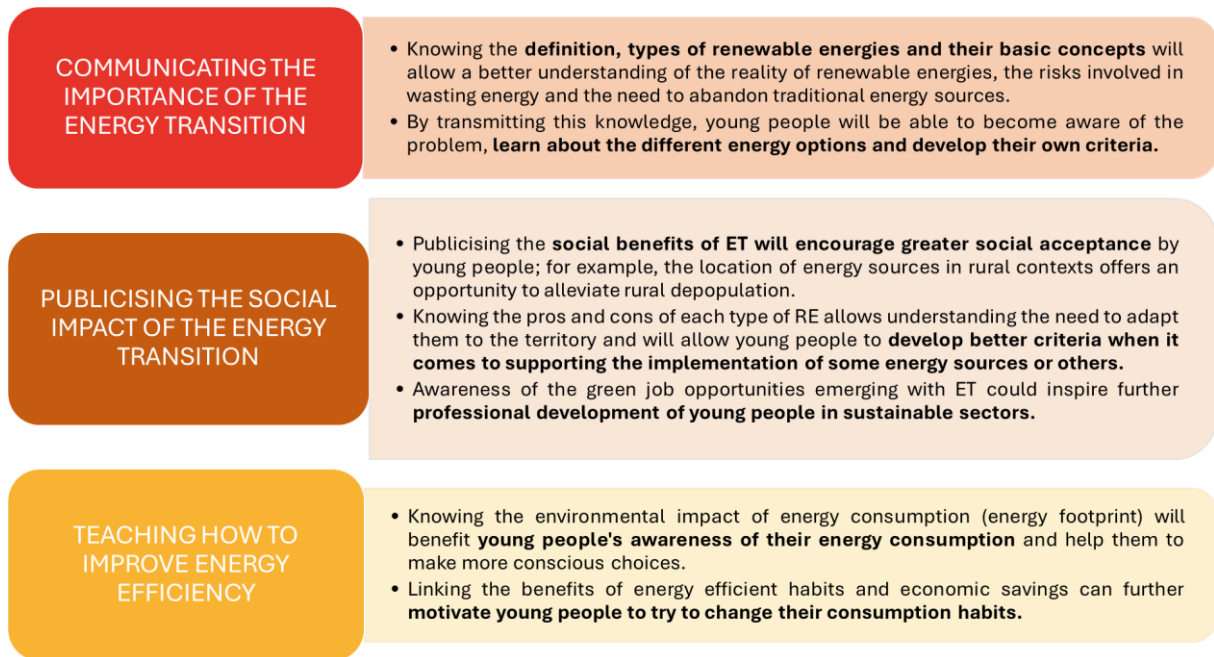 COMMUNICATING THE
IMPORTANCE OF THE
ENERGY TRANSITION
• Knowing the definition, types of renewable energies and their basic concepts will
allow a better understanding of the reality of renewable energies, the risks involved in
wasting energy and the need to abandon traditional energy sources.
• By transmitting this knowledge, young people will be able to become aware of the
problem, learn about the different energy options and develop their own criteria.
PUBLICISING THE SOCIAL
IMPACT OF THE ENERGY
TRANSITION
• Publicising the social benefits of ET will encourage greater social acceptance by
young people; for example, the location of energy sources in rural contexts offers an
opportunity to alleviate rural depopulation.
• Knowing the pros and cons of each type of RE allows understanding the need to adapt
them to the territory and will allow young people to develop better criteria when it
comes to supporting the implementation of some energy sources or others.
• Awareness of the green job opportunities emerging with ET could inspire further
professional development of young people in sustainable sectors.
TEACHING HOW TO
IMPROVE ENERGY
EFFICIENCY
• Knowing the environmental impact of energy consumption (energy footprint) will
benefit young people's awareness of their energy consumption and help them to
make more conscious choices.
• Linking the benefits of energy efficient habits and economic savings can further
motivate young people to try to change their consumption habits.